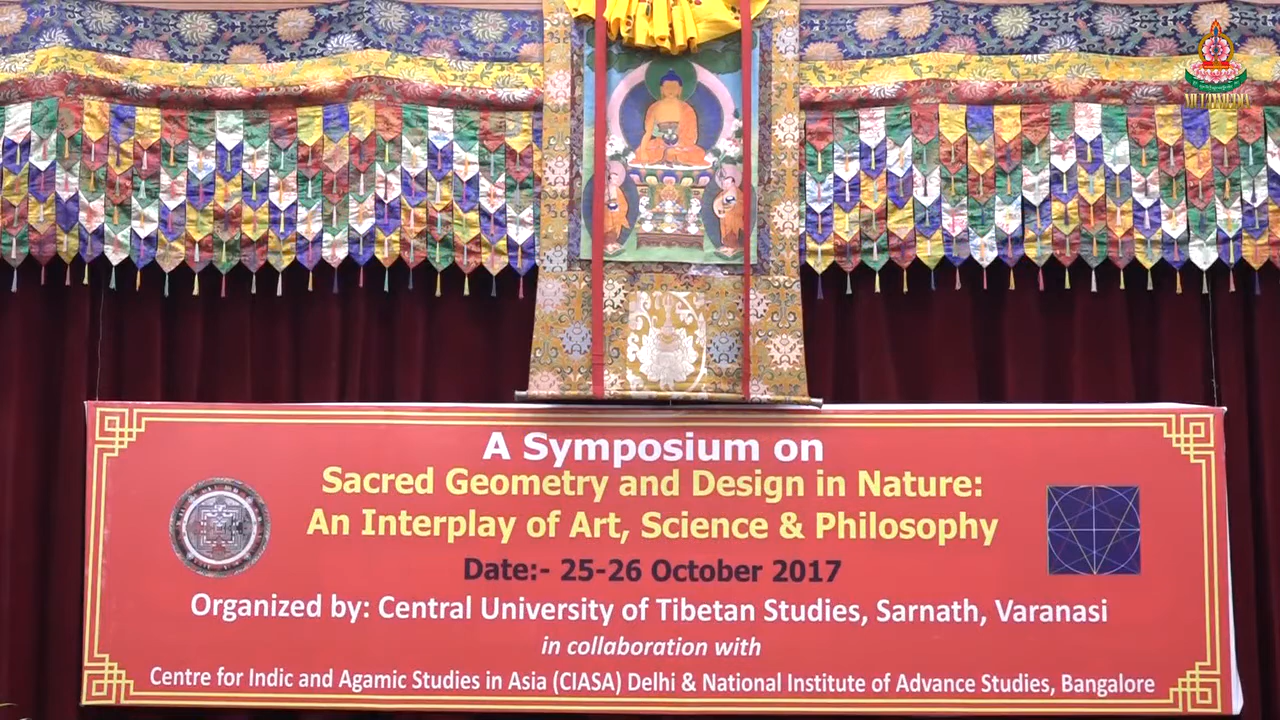 MULTIMEDIA
A Symposium on
Sacred Geometry and Design in Nature:
An Interplay of Art, Science & Philosophy
Date:- 25-26 October 2017
Organized by: Central University of Tibetan Studies, Sarnath, Varanasi
in collaboration with
Centre for Indic and Agamic Studies in Asia (CIASA) Delhi & National Institute of Advance Studies, Bangalore